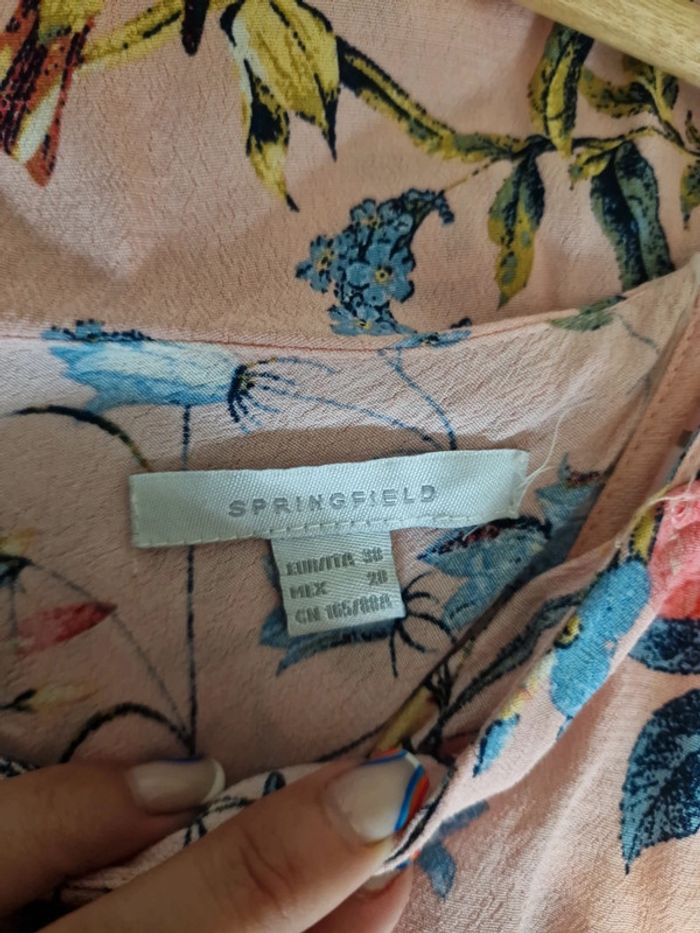 SPRINGFIELD
EUR/ITA 38
MEX 28
CN 165/88A